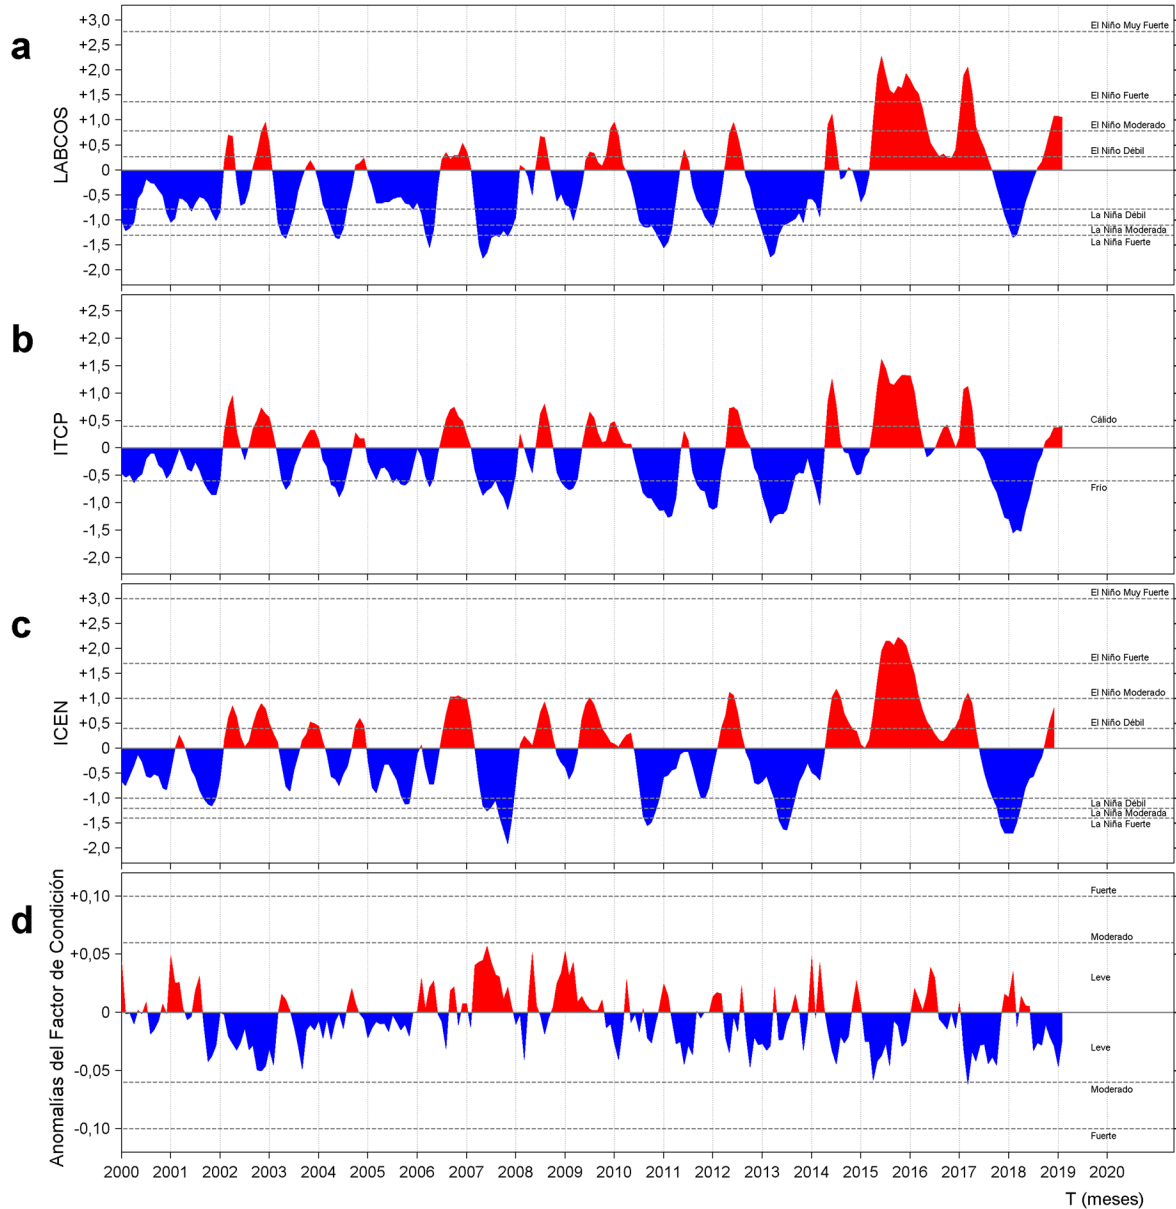 a
LABCOS
+3,0
+2,5
+2,0
+1,5
+1,0
+0,5
0
-0,5
-1,0
-1,5
-2,0
El Niño Muy Fuerte
El Niño Fuerte
El Niño Moderado
El Niño Débil
La Niña Débil
La Niña Moderada
La Niña Fuerte
b
ITCP
+2,5
+2,0
+1,5
+1,0
+0,5
0
-0,5
-1,0
-1,5
-2,0
Cálido
Frío
c
ICEN
+3,0
+2,5
+2,0
+1,5
+1,0
+0,5
0
-0,5
-1,0
-1,5
-2,0
El Niño Muy Fuerte
El Niño Fuerte
El Niño Moderado
El Niño Débil
La Niña Débil
La Niña Moderada
La Niña Fuerte
d
Anomalías del Factor de Condición
+0,10
+0,05
0
-0,05
-0,10
Fuerte
Moderado
Leve
Leve
Moderado
Fuerte
2000 2001 2002 2003 2004 2005 2006 2007 2008 2009 2010 2011 2012 2013 2014 2015 2016 2017 2018 2019 2020
T (meses)